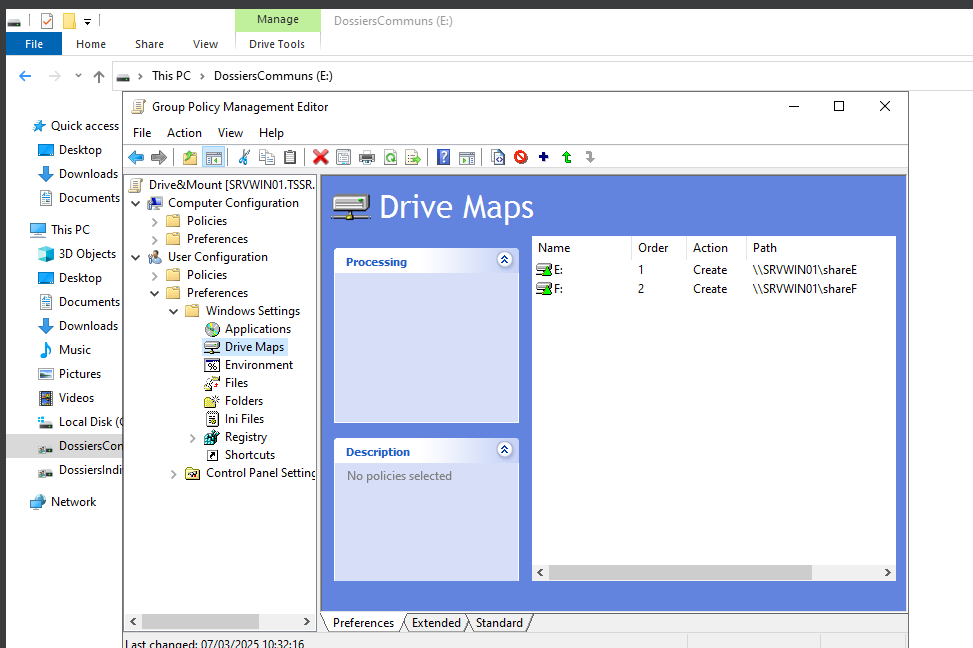 Manage
DossiersCommuns (E:)
File
Home
Share
View
Drive Tools
This PC
DossiersCommuns (E:)
Quick access
Desktop
Downloads
Documents
This PC
3D Objects
Desktop
Documents
Downloads
Music
Pictures
Videos
Local Disk (
DossiersCon
DossiersIndi
Network
Group Policy Management Editor
File
Action
View
Help
Drive&Mount [SRVWIN01.TSSR.
Computer Configuration
Policies
Preferences
User Configuration
Policies
Preferences
Windows Settings
Applications
Drive Maps
Environment
Files
Folders
Ini Files
Registry
Shortcuts
Control Panel Setting
Drive Maps
Processing
Description
No policies selected
Name Order Action Path
E: 1 Create \\SRVWIN01\shareE
F: 2 Create \\SRVWIN01\shareF
Preferences
Extended
Standard
Last changed: 07/03/2025 10:32:16